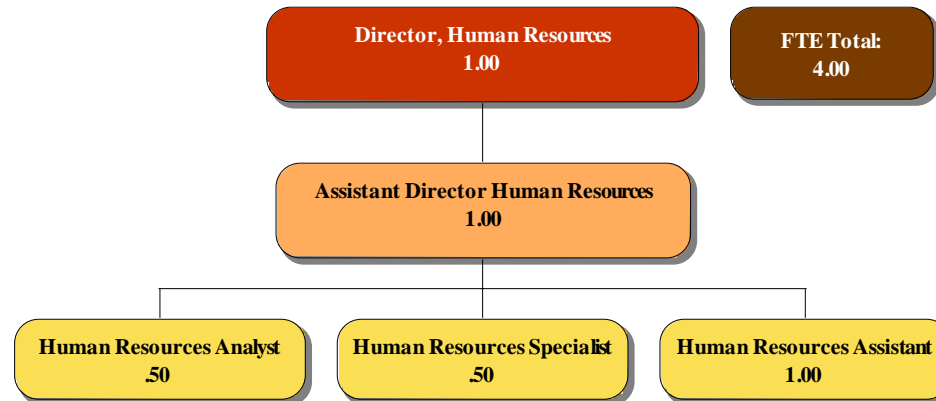 Director, Human Resources
1.00
FTE Total:
4.00
Assistant Director Human Resources
1.00
Human Resources Analyst
.50
Human Resources Specialist
.50
Human Resources Assistant
1.00